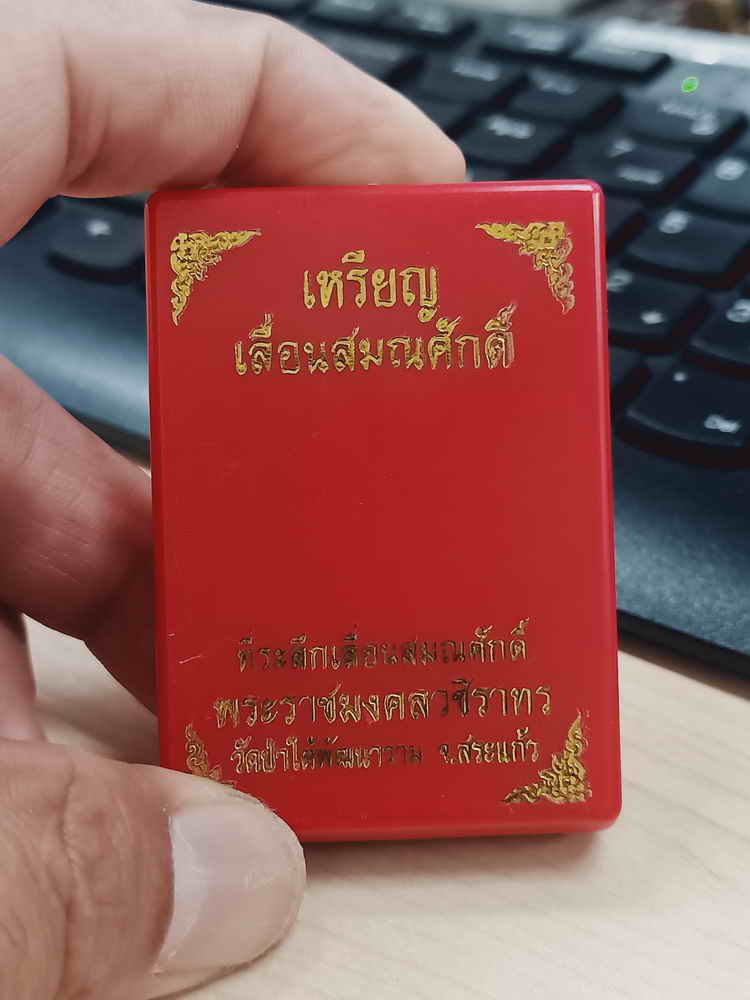 เหรียญ
เลื่อนสมณศักดิ์
ที่ระลึกเลื่อนสมณศักดิ์
พระราชมงคลวชิราทร
วัดป่าใต้พัฒนาราม จ.สระแก้ว